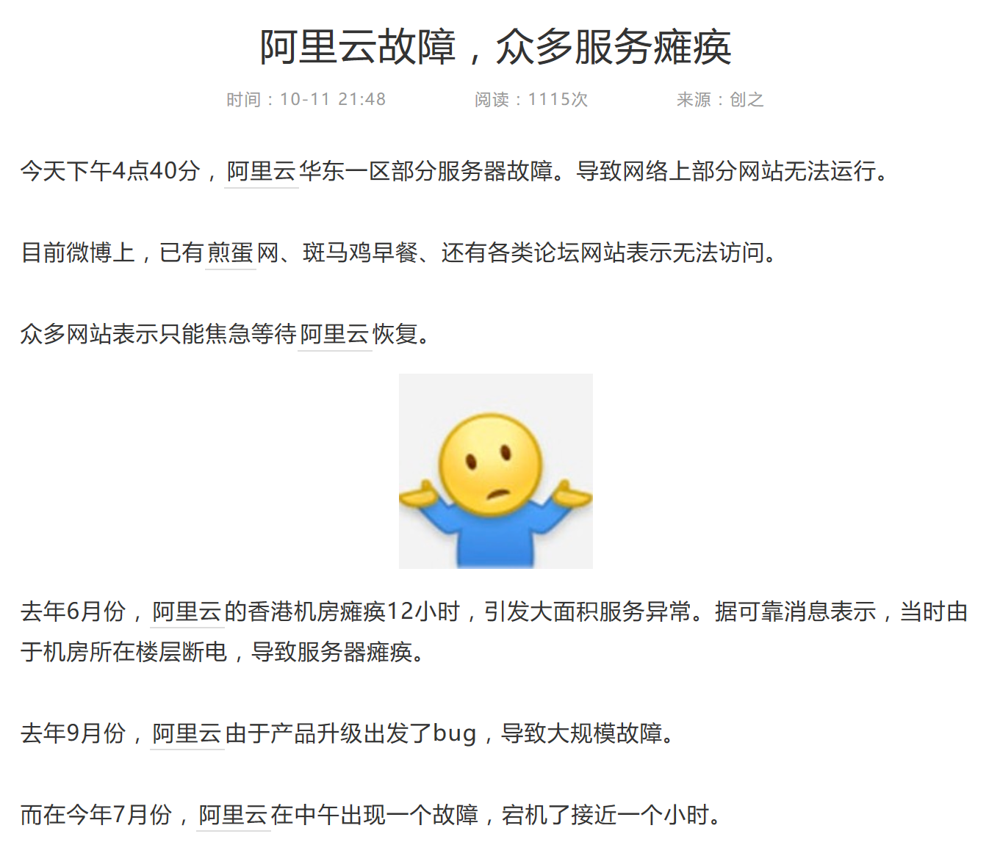 阿里云故障，众多服务瘫痪
时间：10-11 21:48 阅读：1115次 来源：创之
今天下午4点40分，阿里云华东一区部分服务器故障。导致网络上部分网站无法运行。
目前微博上，已有煎蛋网、斑马鸡早餐、还有各类论坛网站表示无法访问。
众多网站表示只能焦急等待阿里云恢复。
去年6月份，阿里云的香港机房瘫痪12小时，引发大面积服务异常。据可靠消息表示，当时由
于机房所在楼层断电，导致服务器瘫痪。
去年9月份，阿里云由于产品升级出发了bug，导致大规模故障。
而在今年7月份，阿里云在中午出现一个故障，宕机了接近一个小时。